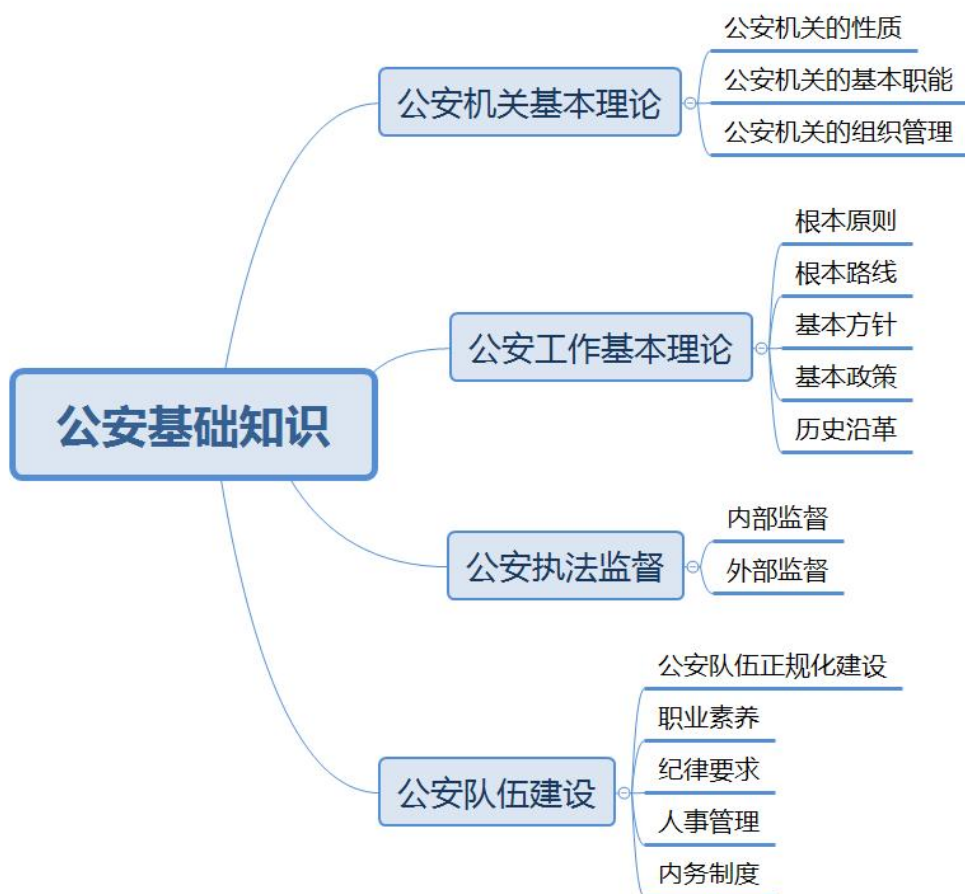 公安基础知识
公安机关基本理论
公安机关的性质
公安机关的基本职能
公安机关的组织管理
公安工作基本理论
根本原则
根本路线
基本方针
基本政策
历史沿革
公安执法监督
内部监督
外部监督
公安队伍建设
公安队伍正规化建设
职业素养
纪律要求
人事管理
内务制度